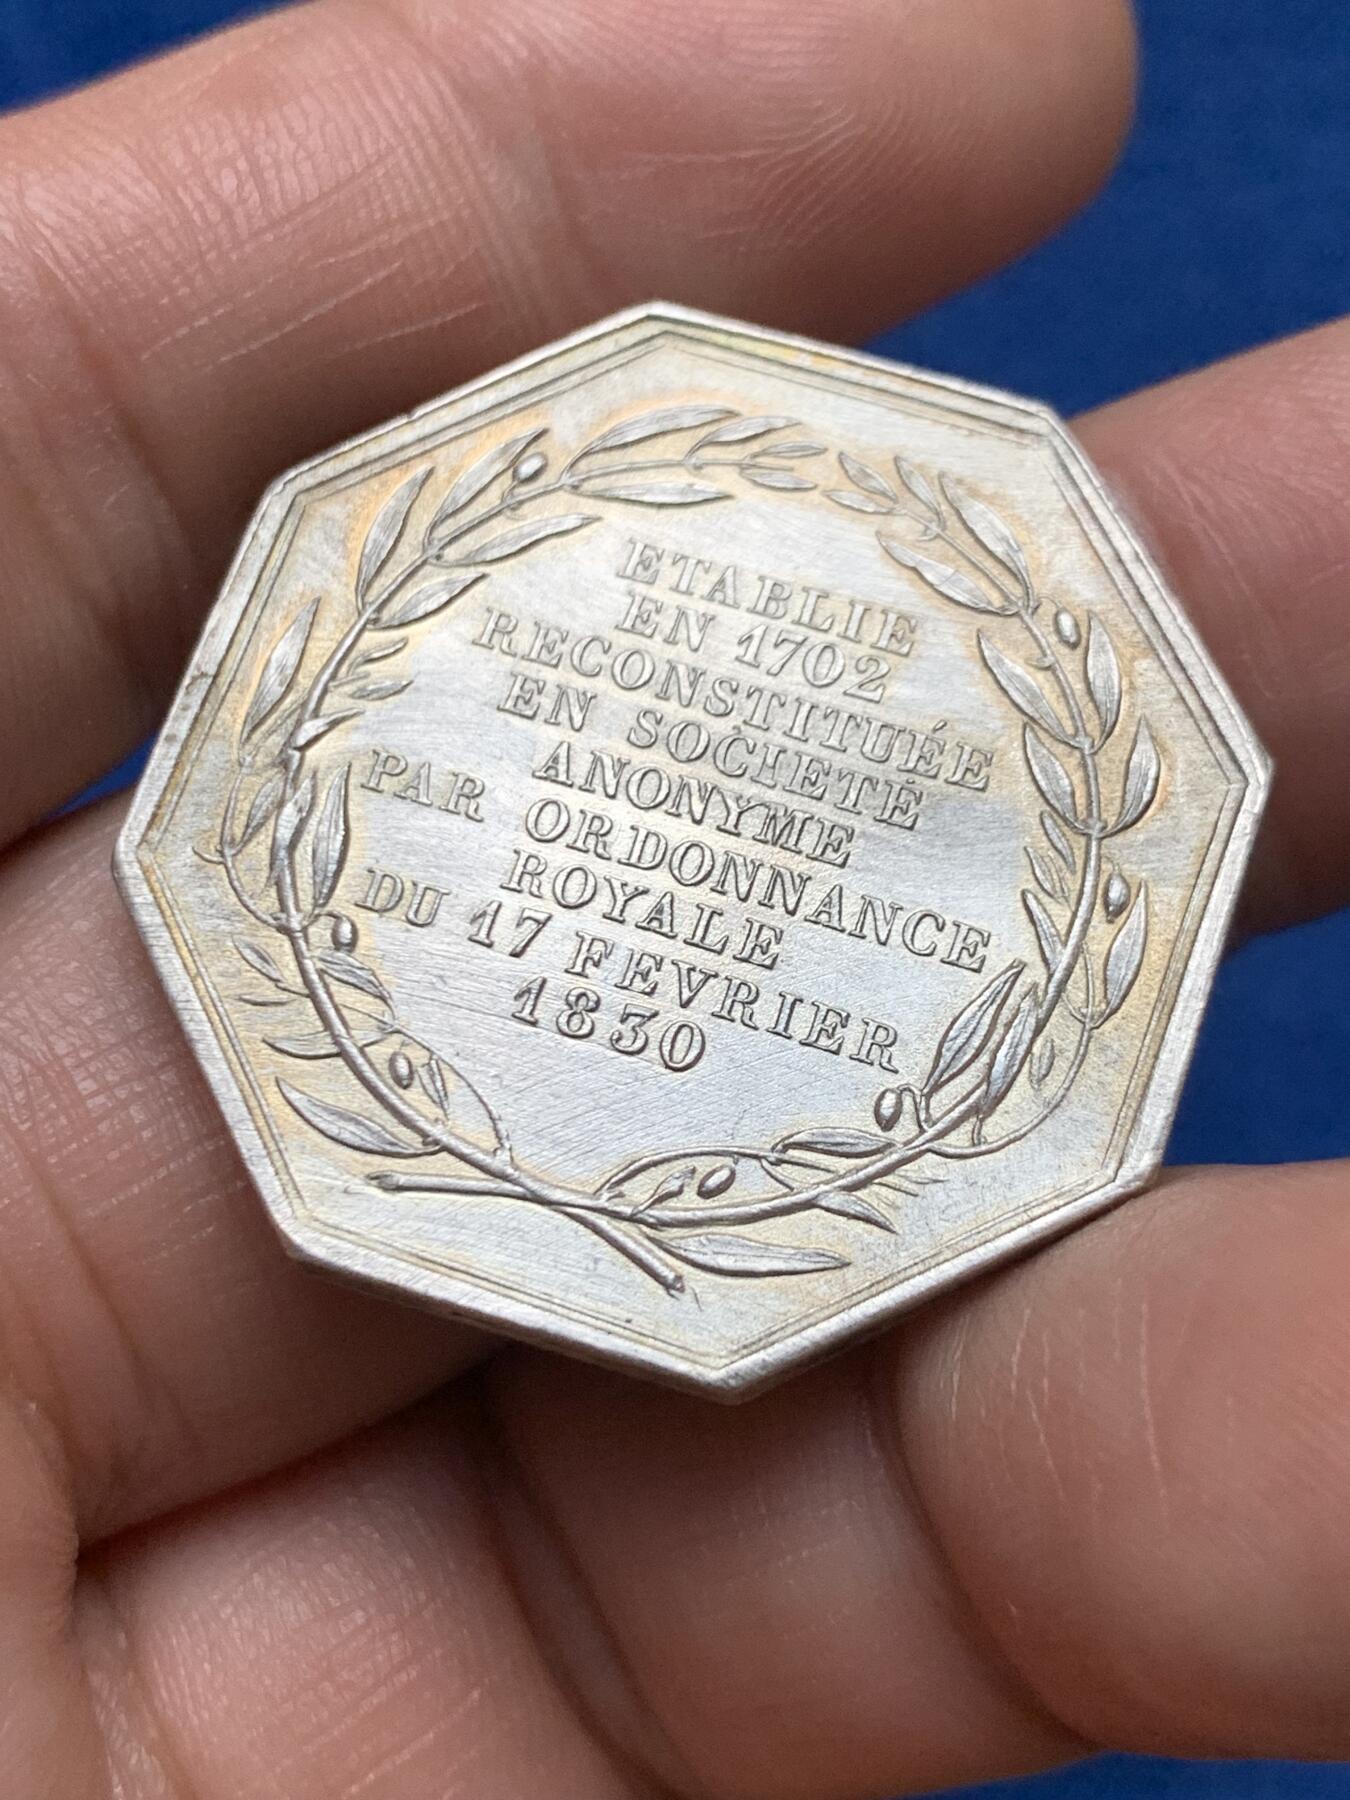 ETABLIE
EN 1702
RECONSTITUÉE
EN SOCIETÉ
ANONYME
PAR ORDONNANCE
ROYALE
DU 17 FEVRIER
1830